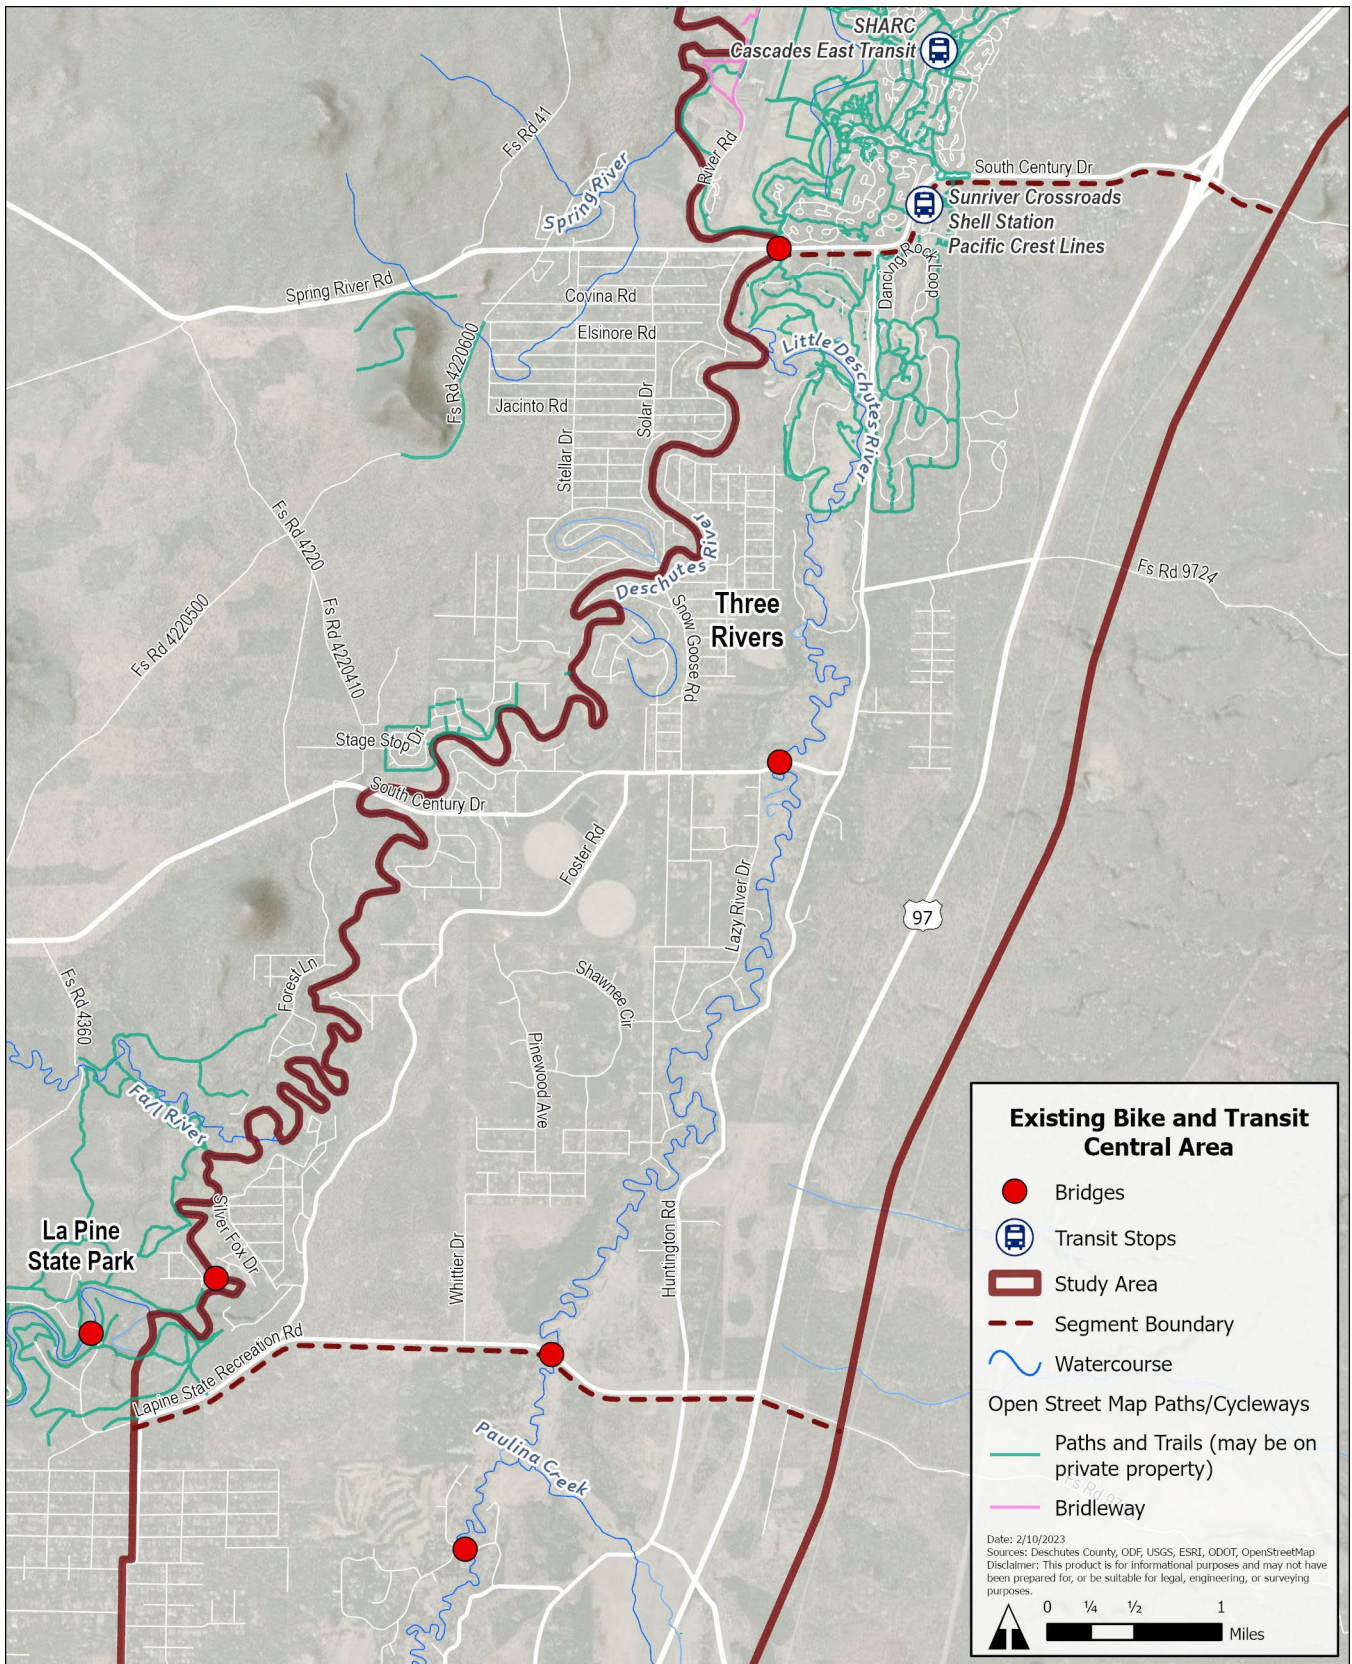 SHARC
Cascades East Transit
Fs Rd 41
River Rd
South Century Dr
Spring River
Sunriver Crossroads
Shell Station
Pacific Crest Lines
Dancing Rock Loop
Spring River Rd
Covina Rd
Elsinore Rd
Little Deschutes River
Fs Rd 4220600
Jacinto Rd
Solar Dr
Stellar Dr
Fs Rd 4220
Deschutes River
Fs Rd 9724
Three
Rivers
Snow Goose Rd
Fs Rd 4220500
Fs Rd 4220410
Stage Stop Dr
South Century Dr
Foster Rd
Lazy River Dr
97
Forest Ln
Shawnee Cir
Fs Rd 4360
Pinewood Ave
Fall River
Silver Fox Dr
La Pine
State Park
Whittier Dr
Huntington Rd
Lapine State Recreation Rd
Paulina Creek
Existing Bike and Transit
Central Area
Bridges
Transit Stops
Study Area
Segment Boundary
Watercourse
Open Street Map Paths/Cycleways
Paths and Trails (may be on
private property)
Bridleway
Date: 2/10/2023
Sources: Deschutes County, ODF, USGS, ESRI, ODOT, OpenStreetMap
Disclaimer: This product is for informational purposes and may not have
been prepared for, or be suitable for legal, engineering, or surveying
purposes.
0 ¼ ½ 1
Miles